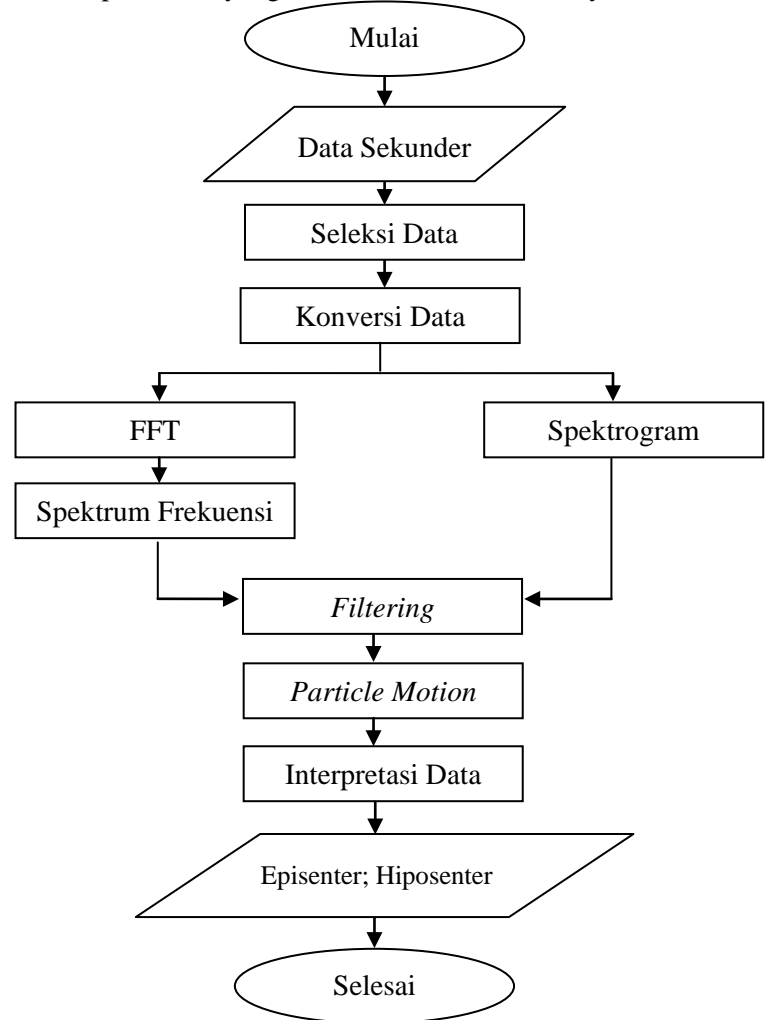 Mulai
Data Sekunder
Seleksi Data
Konversi Data
FFT
Spektrogram
Spektrum Frekuensi
Filtering
Particle Motion
Interpretasi Data
Episenter; Hiposenter
Selesai